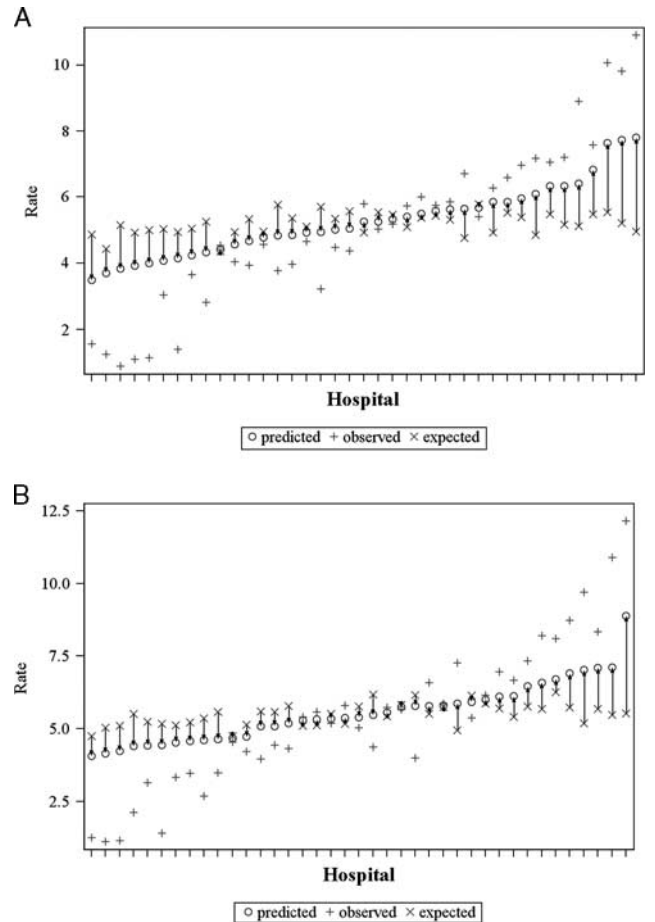 A
10
8
6
4
2
Rate
Hospital
○ predicted + observed × expected
B
12.5
10.0
7.5
5.0
2.5
Rate
Hospital
○ predicted + observed × expected